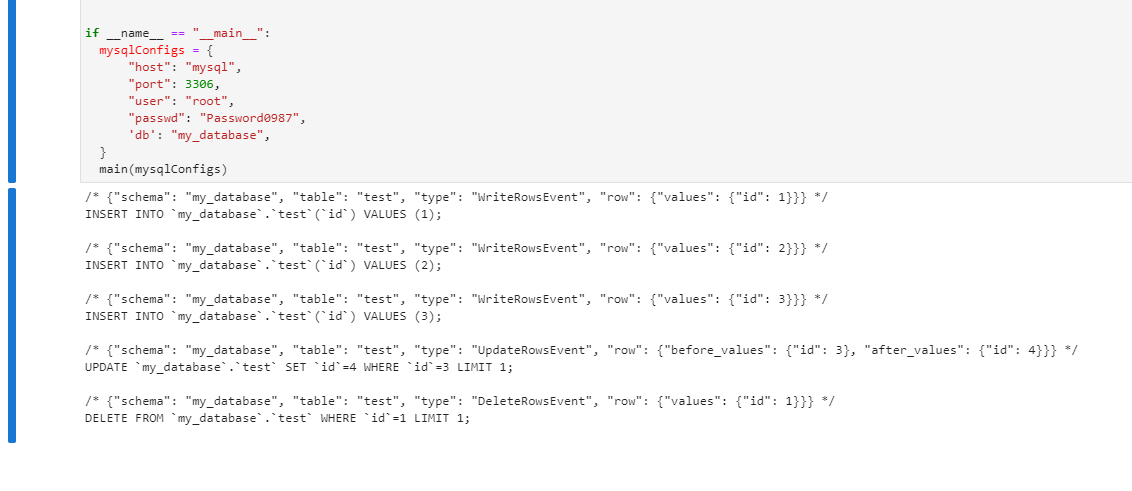 if __name__ == "__main__":
  mysqlConfigs = {
      "host": "mysql",
      "port": 3306,
      "user": "root",
      "passwd": "Password0987",
      'db': "my_database",
  }
  main(mysqlConfigs)
/* {"schema": "my_database", "table": "test", "type": "WriteRowsEvent", "row": {"values": {"id": 1}}} */
INSERT INTO `my_database`.`test`(`id`) VALUES (1);
/* {"schema": "my_database", "table": "test", "type": "WriteRowsEvent", "row": {"values": {"id": 2}}} */
INSERT INTO `my_database`.`test`(`id`) VALUES (2);
/* {"schema": "my_database", "table": "test", "type": "WriteRowsEvent", "row": {"values": {"id": 3}}} */
INSERT INTO `my_database`.`test`(`id`) VALUES (3);
/* {"schema": "my_database", "table": "test", "type": "UpdateRowsEvent", "row": {"before_values": {"id": 3}, "after_values": {"id": 4}}} */
UPDATE `my_database`.`test` SET `id`=4 WHERE `id`=3 LIMIT 1;
/* {"schema": "my_database", "table": "test", "type": "DeleteRowsEvent", "row": {"values": {"id": 1}}} */
DELETE FROM `my_database`.`test` WHERE `id`=1 LIMIT 1;